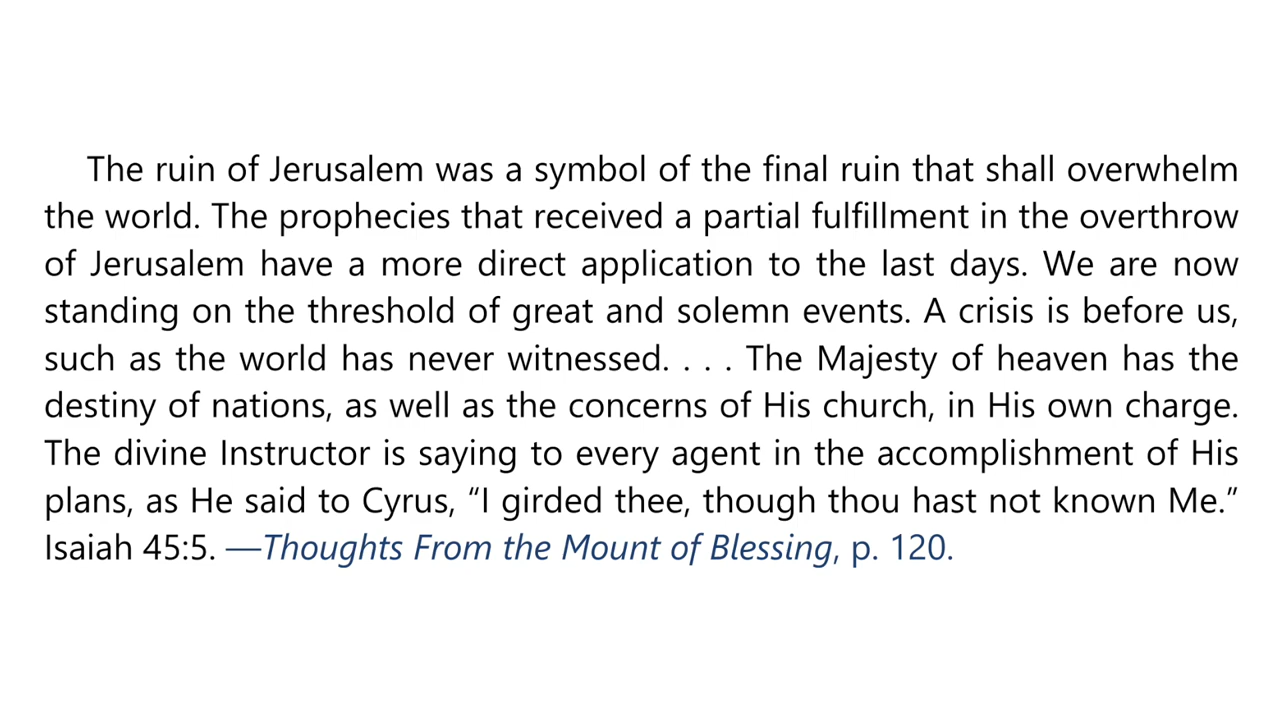 The ruin of Jerusalem was a symbol of the final ruin that shall overwhelm
the world. The prophecies that received a partial fulfillment in the overthrow
of Jerusalem have a more direct application to the last days. We are now
standing on the threshold of great and solemn events. A crisis is before us,
such as the world has never witnessed. . . . The Majesty of heaven has the
destiny of nations, as well as the concerns of His church, in His own charge.
The divine Instructor is saying to every agent in the accomplishment of His
plans, as He said to Cyrus, “I girded thee, though thou hast not known Me.”
Isaiah 45:5. —Thoughts From the Mount of Blessing, p. 120.